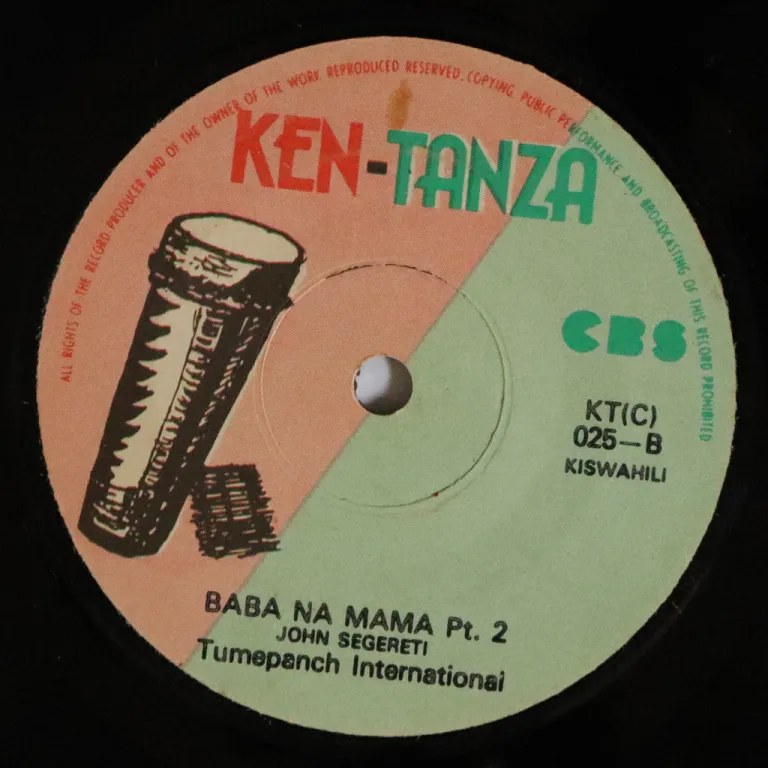 ALL RIGHTS OF THE RECORD PRODUCER AND OF THE OWNER OF THE WORK REPRODUCED RESERVED. COPYING, PUBLIC PERFORMANCE AND BROADCASTING OF THIS RECORD PROHIBITED
KEN-TANZA
CBS
KT(C)
025-B
KISWAHILI
BABA NA MAMA Pt. 2
JOHN SEGERETI
Tumepanch International